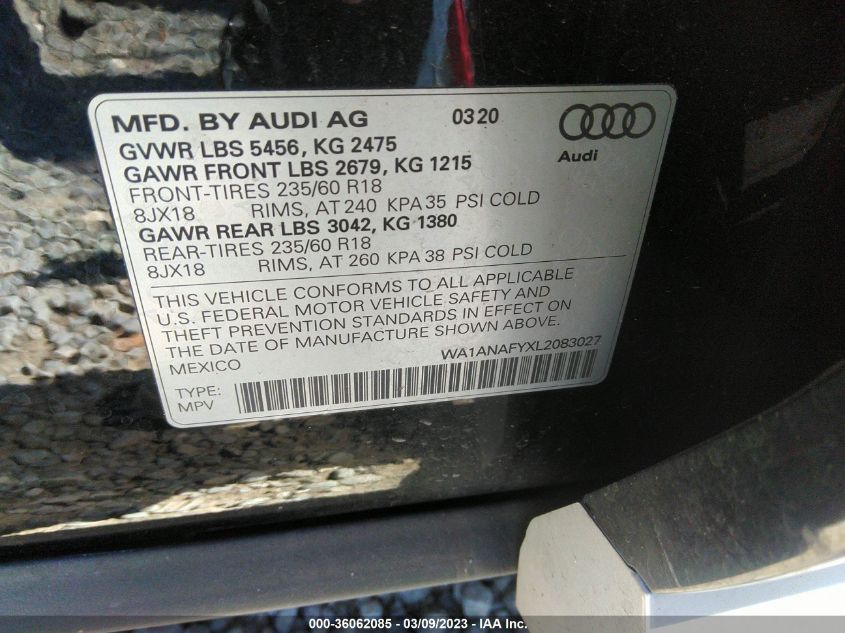 MFD. BY AUDI AG 0320
GVWR LBS 5456, KG 2475
GAWR FRONT LBS 2679, KG 1215
FRONT-TIRES 235/60 R18
8JX18 RIMS, AT 240 KPA 35 PSI COLD
GAWR REAR LBS 3042, KG 1380
REAR-TIRES 235/60 R18
8JX18 RIMS, AT 260 KPA 38 PSI COLD
Audi
THIS VEHICLE CONFORMS TO ALL APPLICABLE
U.S. FEDERAL MOTOR VEHICLE SAFETY AND
THEFT PREVENTION STANDARDS IN EFFECT ON
THE DATE OF MANUFACTURE SHOWN ABOVE.
MEXICO WA1ANAFYXL2083027
TYPE:
MPV
000-36062085 - 03/09/2023 - IAA Inc.